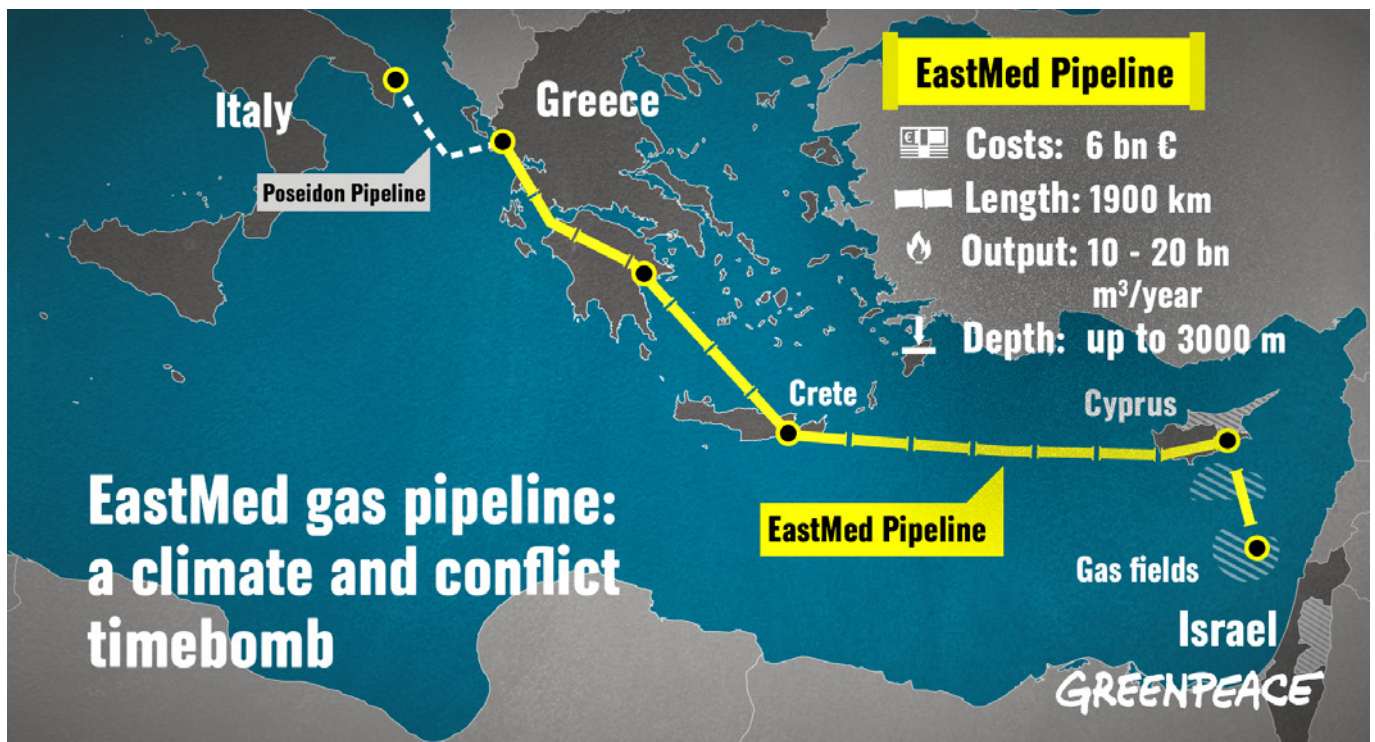 Italy
Greece
Poseidon Pipeline
EastMed Pipeline
Costs: 6 bn €
Length: 1900 km
Output: 10 - 20 bn
m³/year
Depth: up to 3000 m
Crete
Cyprus
EastMed Pipeline
Gas fields
Israel
EastMed gas pipeline:
a climate and conflict
timebomb
GREENPEACE